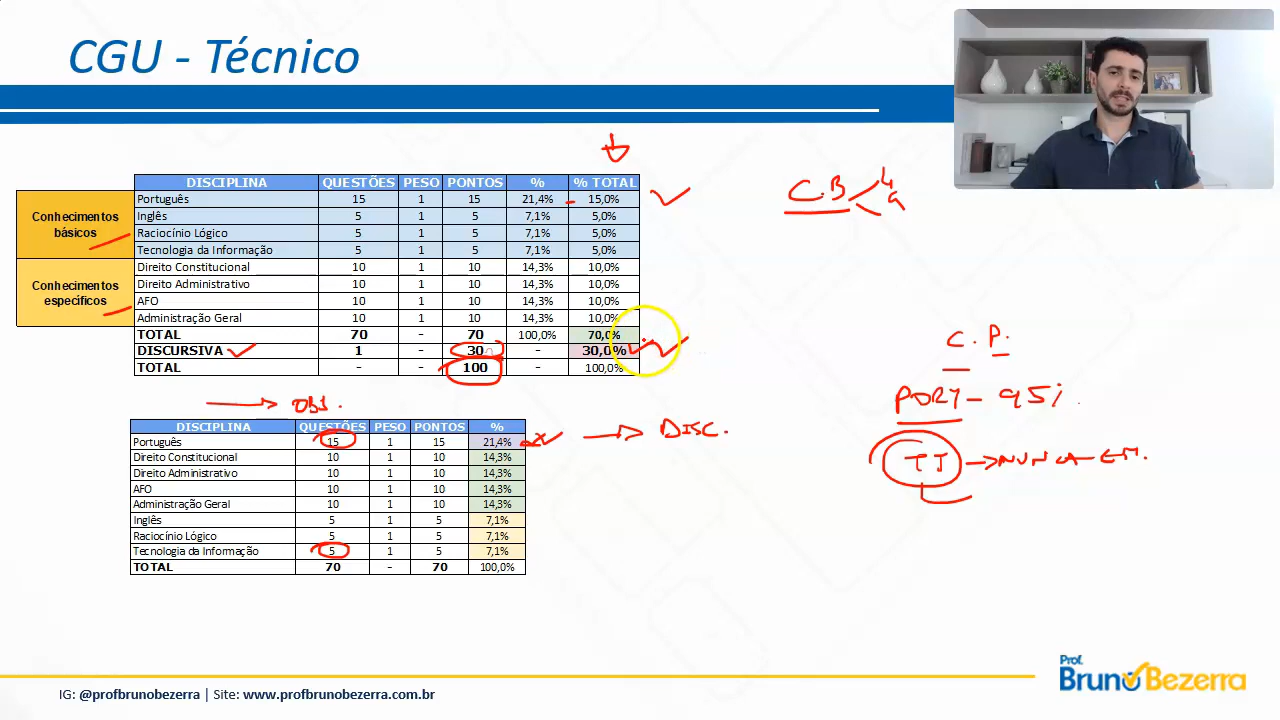 CGU - Técnico
DISCIPLINA QUESTÕES PESO PONTOS % % TOTAL
Conhecimentos básicos
Português 15 1 15 21,4% 15,0%
Inglês 5 1 5 7,1% 5,0%
Raciocínio Lógico 5 1 5 7,1% 5,0%
Tecnologia da Informação 5 1 5 7,1% 5,0%
Conhecimentos específicos
Direito Constitucional 10 1 10 14,3% 10,0%
Direito Administrativo 10 1 10 14,3% 10,0%
AFO 10 1 10 14,3% 10,0%
Administração Geral 10 1 10 14,3% 10,0%
TOTAL 70 - 70 100,0% 70,0%
DISCURSIVA 1 - 30 - 30,0%
TOTAL - - 100 - 100,0%
C.B
OBJ.
DISCIPLINA QUESTÕES PESO PONTOS %
Português 15 1 15 21,4%
Direito Constitucional 10 1 10 14,3%
Direito Administrativo 10 1 10 14,3%
AFO 10 1 10 14,3%
Administração Geral 10 1 10 14,3%
Inglês 5 1 5 7,1%
Raciocínio Lógico 5 1 5 7,1%
Tecnologia da Informação 5 1 5 7,1%
TOTAL 70 - 70 100,0%
DISC.
C.P.
PORT - 95%
NUNCA
IG: @profbrunobezerra | Site: www.profbrunobezerra.com.br
Prof.
Bruno Bezerra